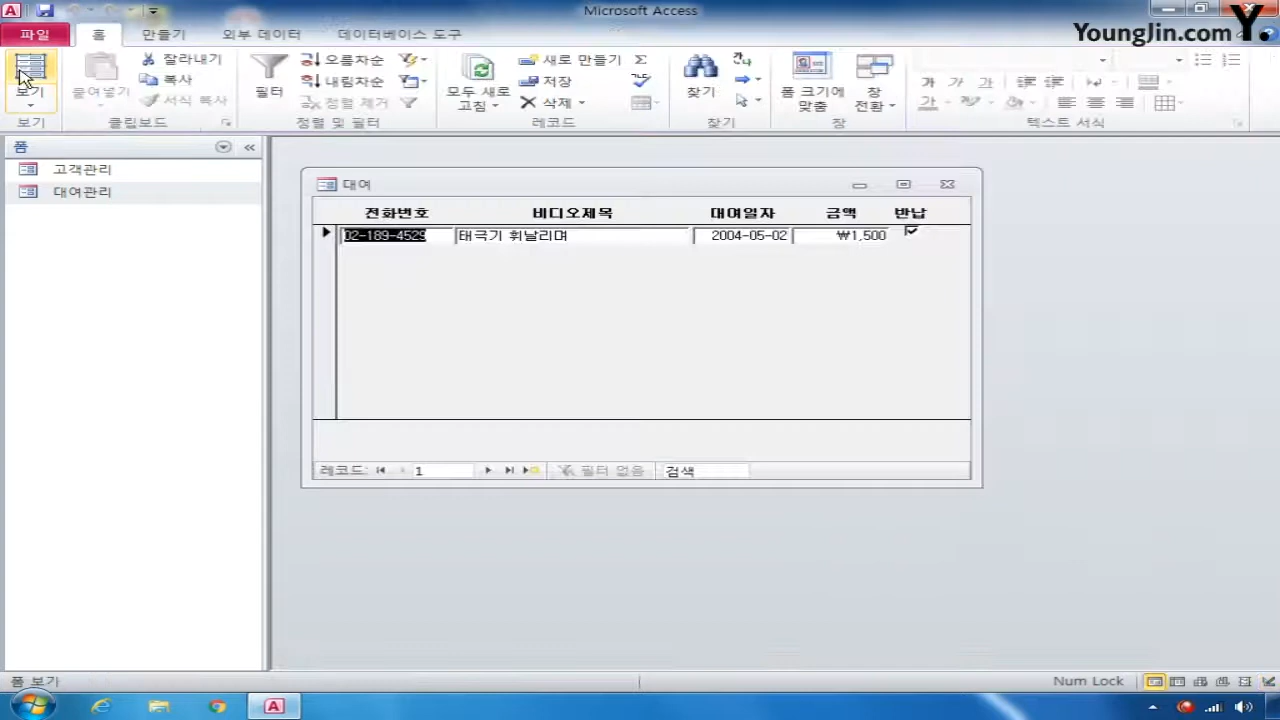 Microsoft Access
YoungJin.com Y.
파일 홈 만들기 외부 데이터 데이터베이스 도구
보기
붙여넣기
잘라내기
복사
서식 복사
필터
오름차순
내림차순
정렬 제거
모두 새로
고침
새로 만들기
저장
삭제
찾기
폼 크기에
맞춤
창
전환
가 가 가
가
보기 클립보드 정렬 및 필터 레코드 찾기 창 텍스트 서식
폼
고객관리
대여관리
대여
전화번호 비디오제목 대여일자 금액 반납
02-189-4529 태극기 휘날리며 2004-05-02 ₩1,500
레코드: 1 필터 없음 검색
폼 보기 Num Lock